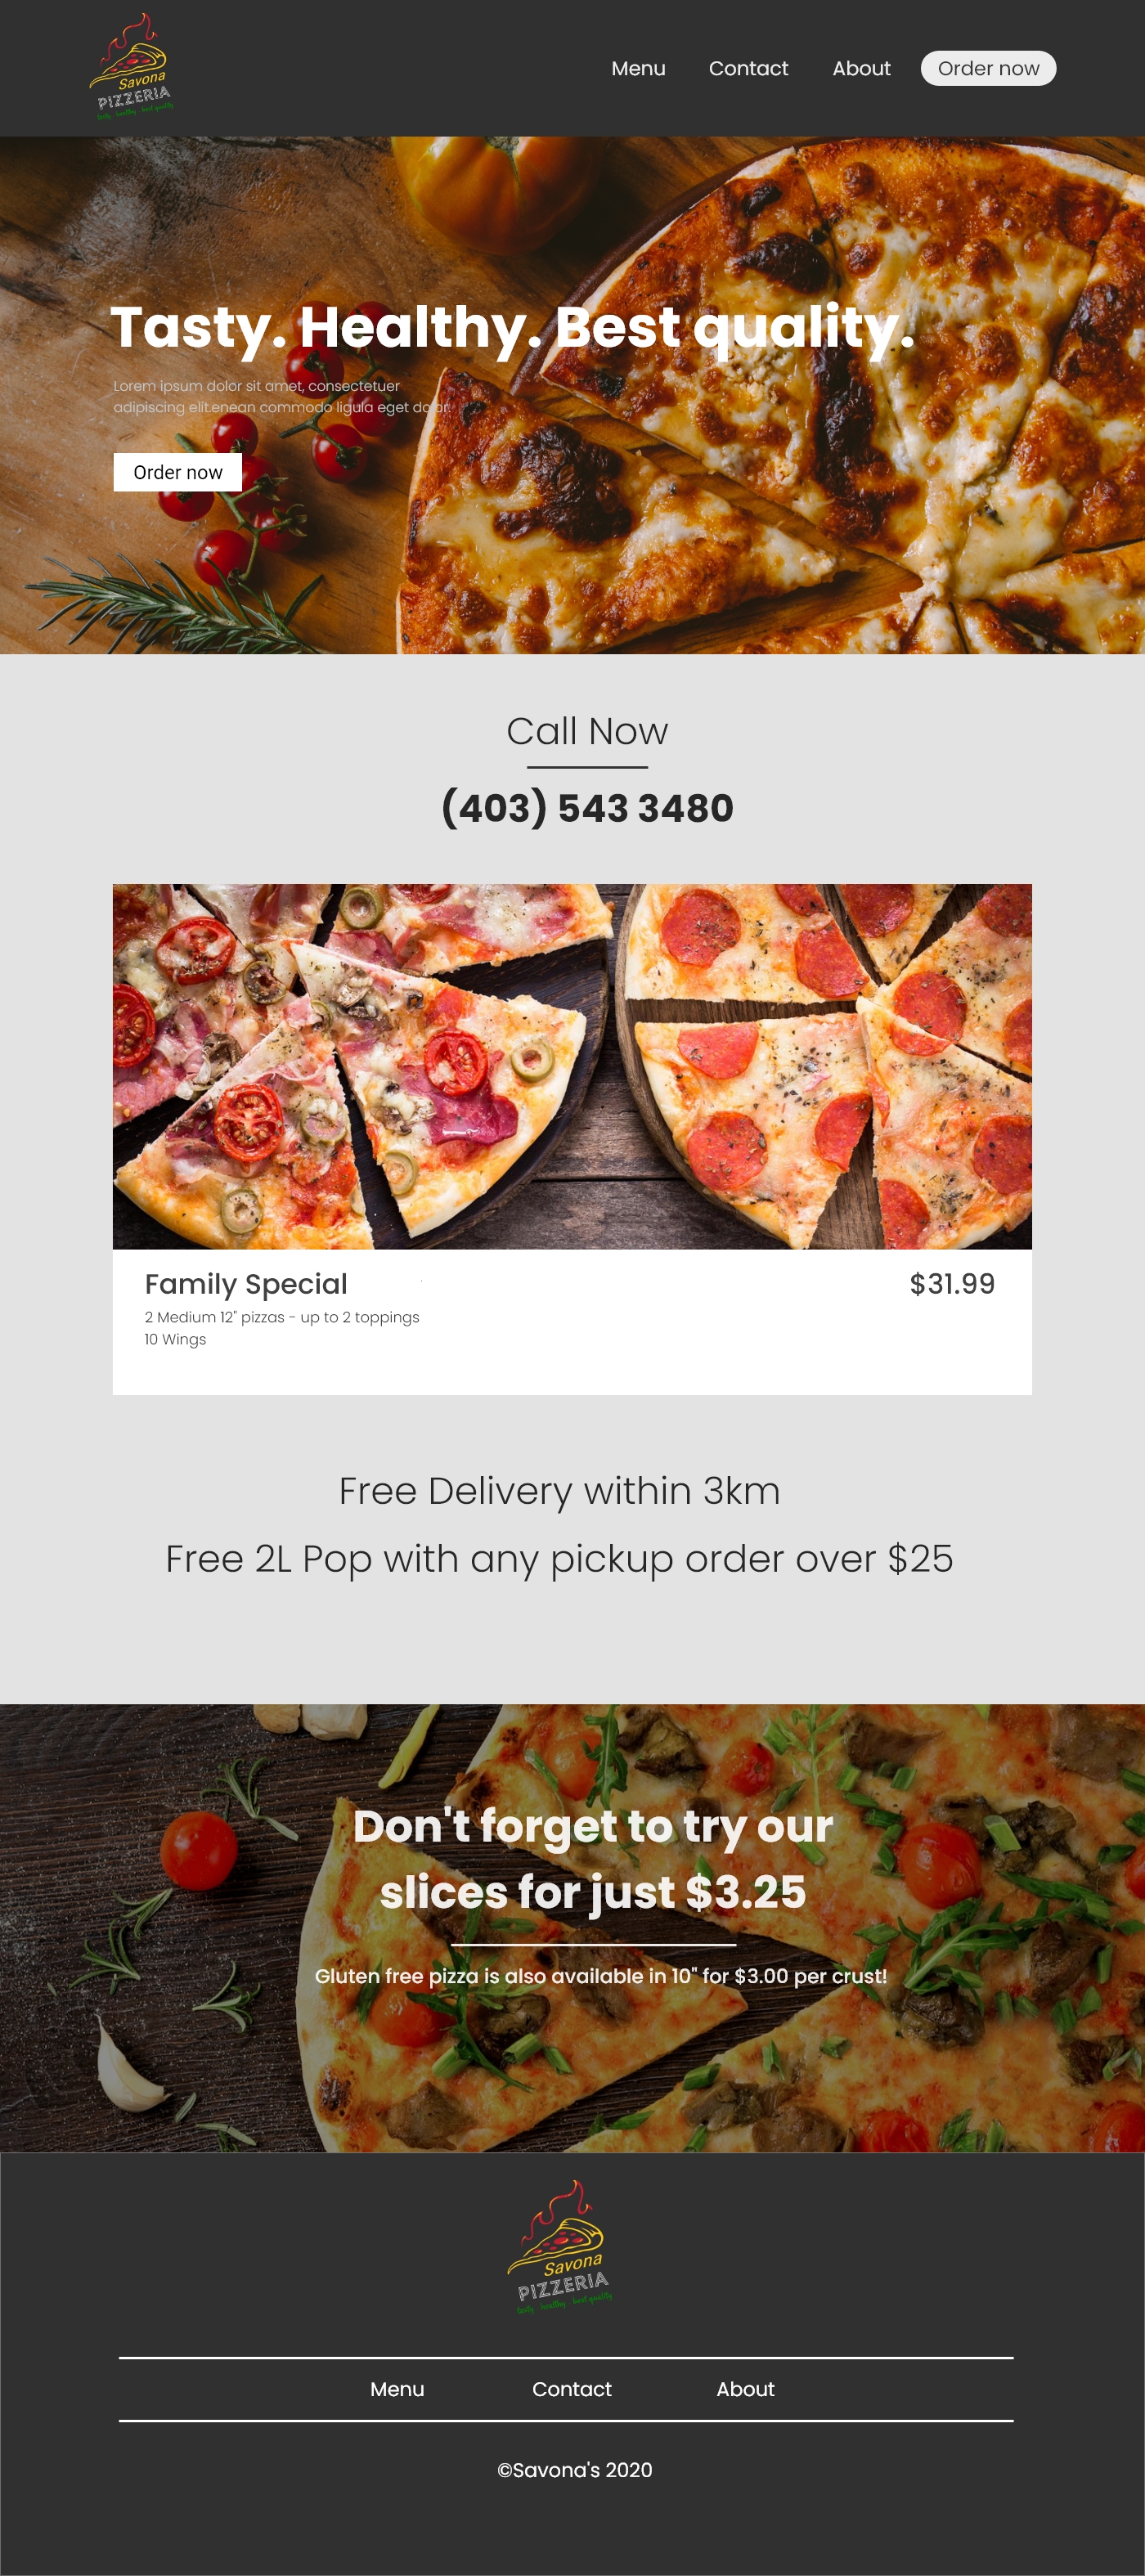 Savona
PIZZERIA
tasty . healthy . best quality
Menu
Contact
About
Order now
Tasty. Healthy. Best quality.
Lorem ipsum dolor sit amet, consectetuer
adipiscing elit.enean commodo ligula eget dolor.
Order now
Call Now
(403) 543 3480
Family Special
$31.99
2 Medium 12" pizzas - up to 2 toppings
10 Wings
Free Delivery within 3km
Free 2L Pop with any pickup order over $25
Don't forget to try our
slices for just $3.25
Gluten free pizza is also available in 10" for $3.00 per crust!
Savona
PIZZERIA
tasty . healthy . best quality
Menu
Contact
About
©Savona's 2020